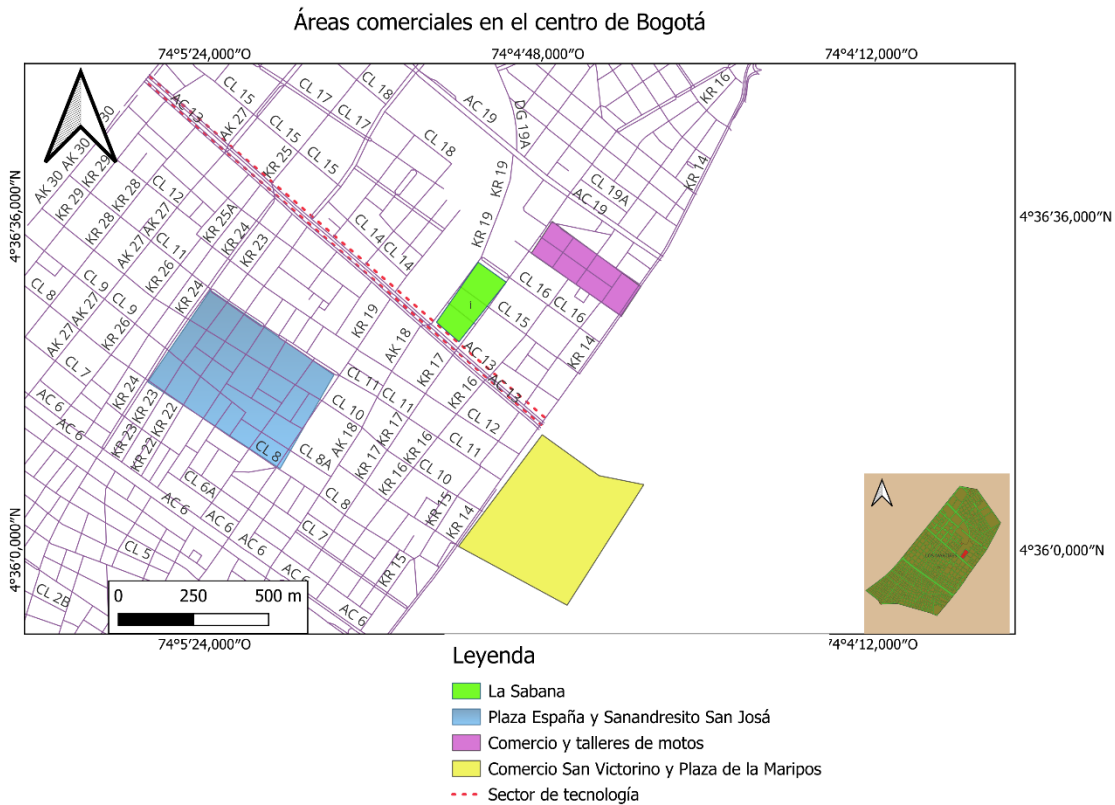 Áreas comerciales en el centro de Bogotá
74°5'24,000"O 74°4'48,000"O 74°4'12,000"O
4°36'36,000"N
4°36'36,000"N
4°36'0,000"N
4°36'0,000"N
CL 15
CL 17
CL 18
AC 13
AK 27
CL 15
CL 17
KR 16
AC 19
DG 19A
30
AK 30
AK 30
KR 29
KR 29
KR 28
KR 28
CL 12
KR 25
CL 15
CL 18
KR 19
KR 14
CL 19A
AC 19
AK 27
AK 27
KR 25A
KR 24
KR 23
CL 11
KR 26
CL 14
CL 14
KR 19
CL 8
CL 9
CL 9
KR 24
AK 27
AK 27
KR 26
KR 19
AK 18
CL 16
CL 16
CL 15
KR 14
CL 7
KR 24
KR 23
KR 23
KR 22
KR 22
AC 6
AC 6
KR 17
AC 13
AC 13
KR 16
CL 11
CL 11
CL 10
CL 12
CL 11
CL 10
AK 18
KR 17
KR 17
KR 16
KR 16
CL 8
CL 8A
CL 8
CL 6A
CL 7
AC 6
AC 6
AC 6
AC 6
AC 6
KR 15
KR 14
KR 15
CL 5
CL 2B
0 250 500 m
74°5'24,000"O 74°4'12,000"O
Leyenda
La Sabana
Plaza España y Sanandresito San Josá
Comercio y talleres de motos
Comercio San Victorino y Plaza de la Maripos
Sector de tecnología